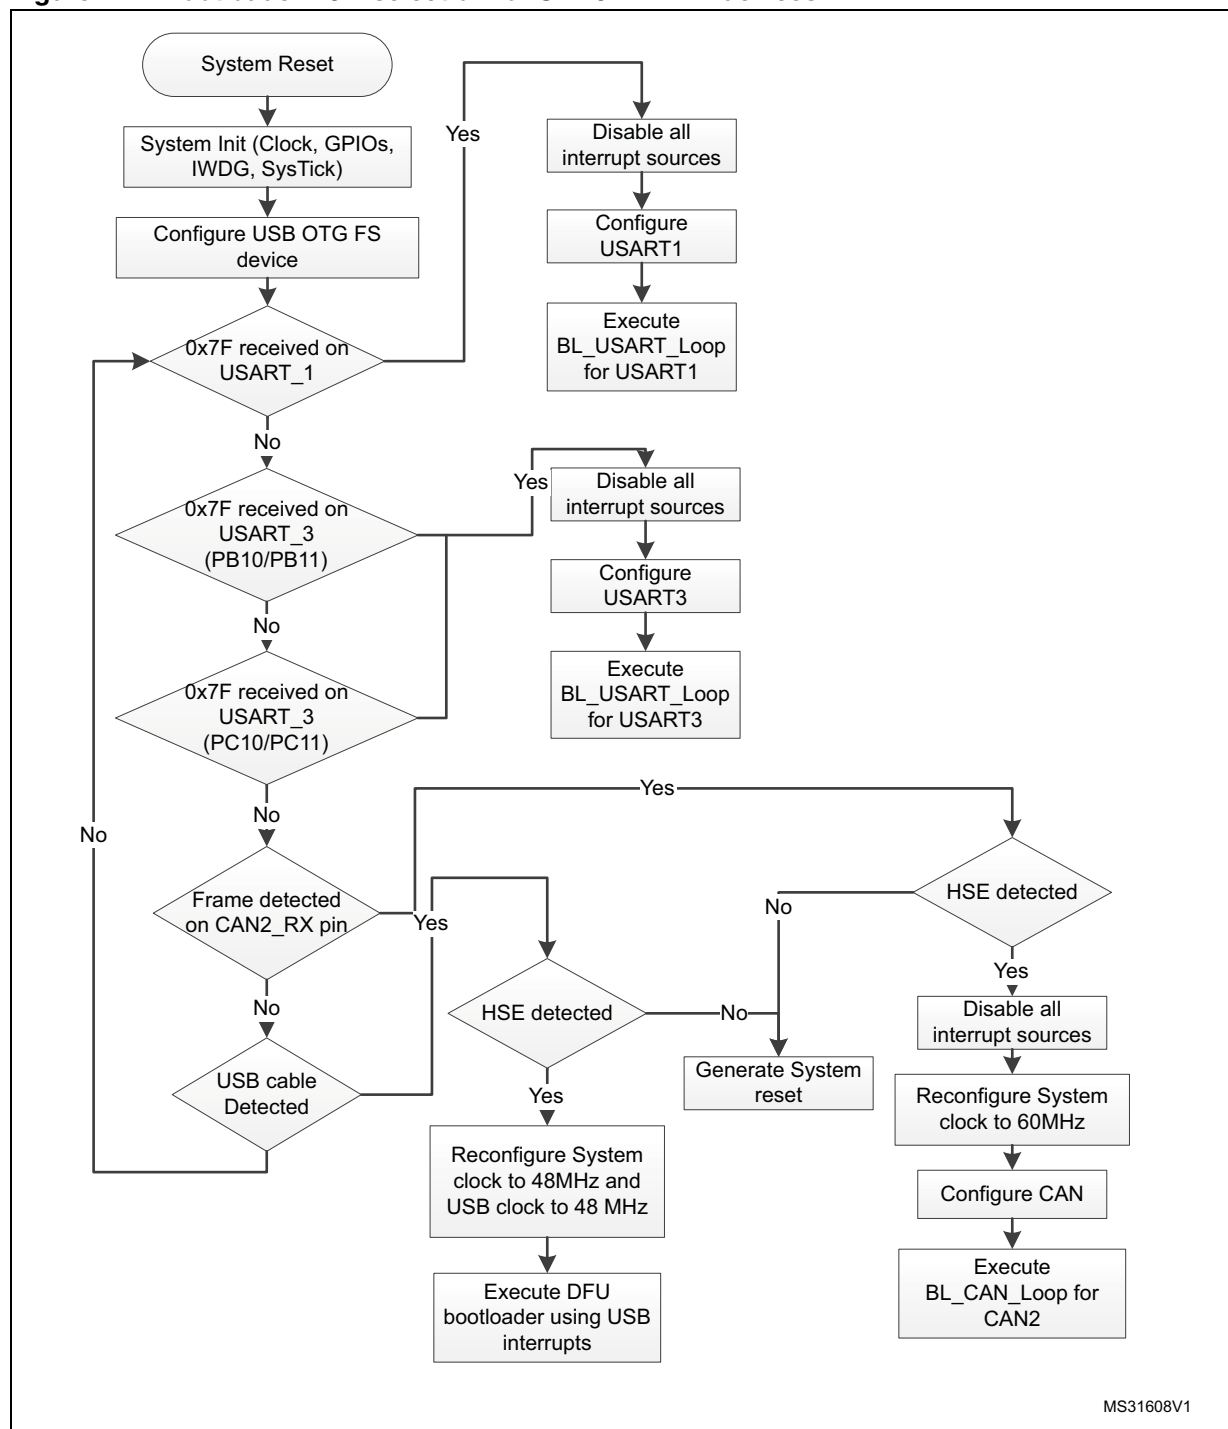 System Reset
System Init (Clock, GPIOs,
IWDG, SysTick)
Configure USB OTG FS
device
0x7F received on
USART_1
Yes
Disable all
interrupt sources
Configure
USART1
Execute
BL_USART_Loop
for USART1
No
0x7F received on
USART_3
(PB10/PB11)
Yes
Disable all
interrupt sources
Configure
USART3
Execute
BL_USART_Loop
for USART3
No
0x7F received on
USART_3
(PC10/PC11)
No
No
Yes
Frame detected
on CAN2_RX pin
Yes
HSE detected
No
Yes
Disable all
interrupt sources
Reconfigure System
clock to 60MHz
Configure CAN
Execute
BL_CAN_Loop for
CAN2
No
USB cable
Detected
HSE detected
No
Generate System
reset
Yes
Reconfigure System
clock to 48MHz and
USB clock to 48 MHz
Execute DFU
bootloader using USB
interrupts
MS31608V1